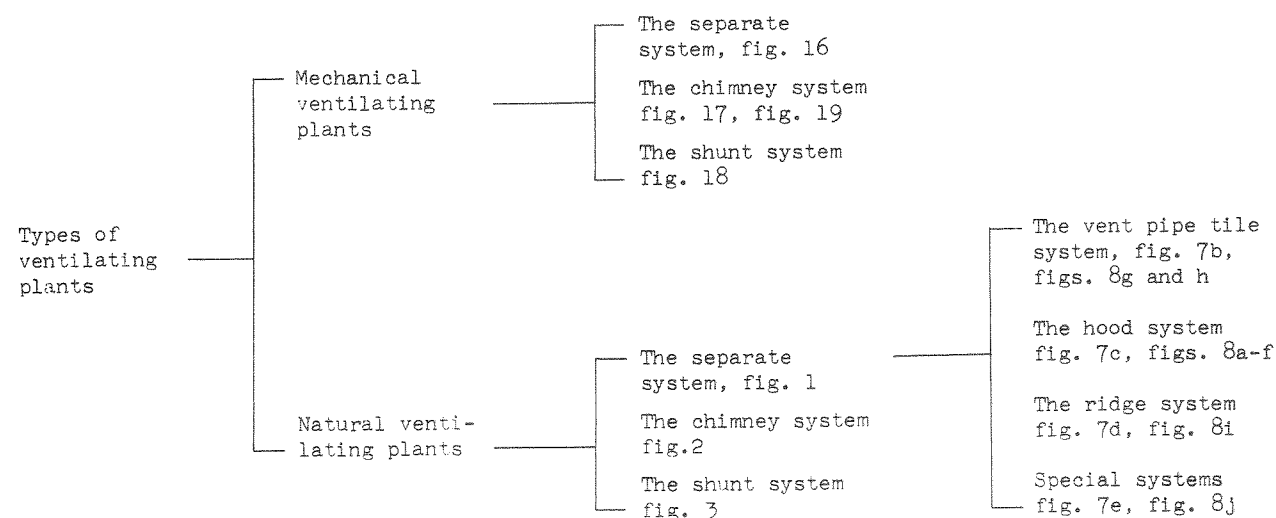 Types of
ventilating
plants
Mechanical
ventilating
plants
The separate
system, fig. 16
The chimney system
fig. 17, fig. 19
The shunt system
fig. 18
Natural venti-
lating plants
The separate
system, fig. 1
The chimney system
fig.2
The shunt system
fig. 3
The vent pipe tile
system, fig. 7b,
figs. 8g and h
The hood system
fig. 7c, figs. 8a-f
The ridge system
fig. 7d, fig. 8i
Special systems
fig. 7e, fig. 8j